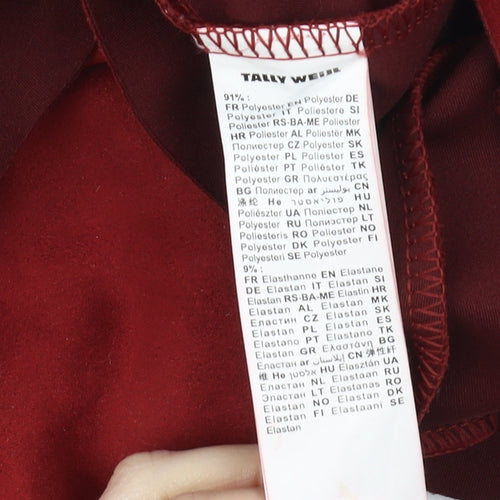 TALLY WEiJL
91% :
FR Polyester EN Polyester DE
Polyester IT Poliestere SI
Poliester RS-BA-ME Poliester
HR Poliester AL Poliestër MK
Полиестер CZ Polyester SK
Polyester PL Poliester ES
Poliéster PT Poliéster TK
Polyester GR Πολυεστέρας
BG Полиестер ar بوليستر CN
涤纶 He פוליאסטר HU
Poliészter UA Поліестер NL
Polyester RU Полиэстер LT
Poliesteris RO Poliester NO
Polyester DK Polyester FI
Polyesteri SE Polyester
9% :
FR Elasthanne EN Elastane
DE Elastan IT Elastan SI
Elastan RS-BA-ME Elastin HR
Elastan AL Elastan MK
Еластин CZ Elastan SK
Elastan PL Elastan ES
Elastano PT Elastano TK
Elastan GR Ελαστάνη BG
Еластан ar إيلاستان CN 弹性纤
维 He אלסטן HU Elasztán UA
Еластан NL Elastaan RU
Эластан LT Elastanas RO
Elastan NO Elastan DK
Elastan FI Elastaani SE
Elastan